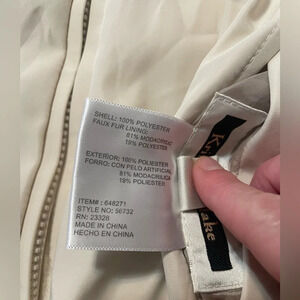 SHELL: 100% POLYESTER
FAUX FUR LINING:
81% MODACRYLIC
19% POLYESTER
EXTERIOR: 100% POLIESTER
FORRO: CON PELO ARTIFICIAL
81% MODACRILICA
19% POLIESTER
ITEM#: 648271
STYLE NO: 56732
RN: 23328
MADE IN CHINA
HECHO EN CHINA